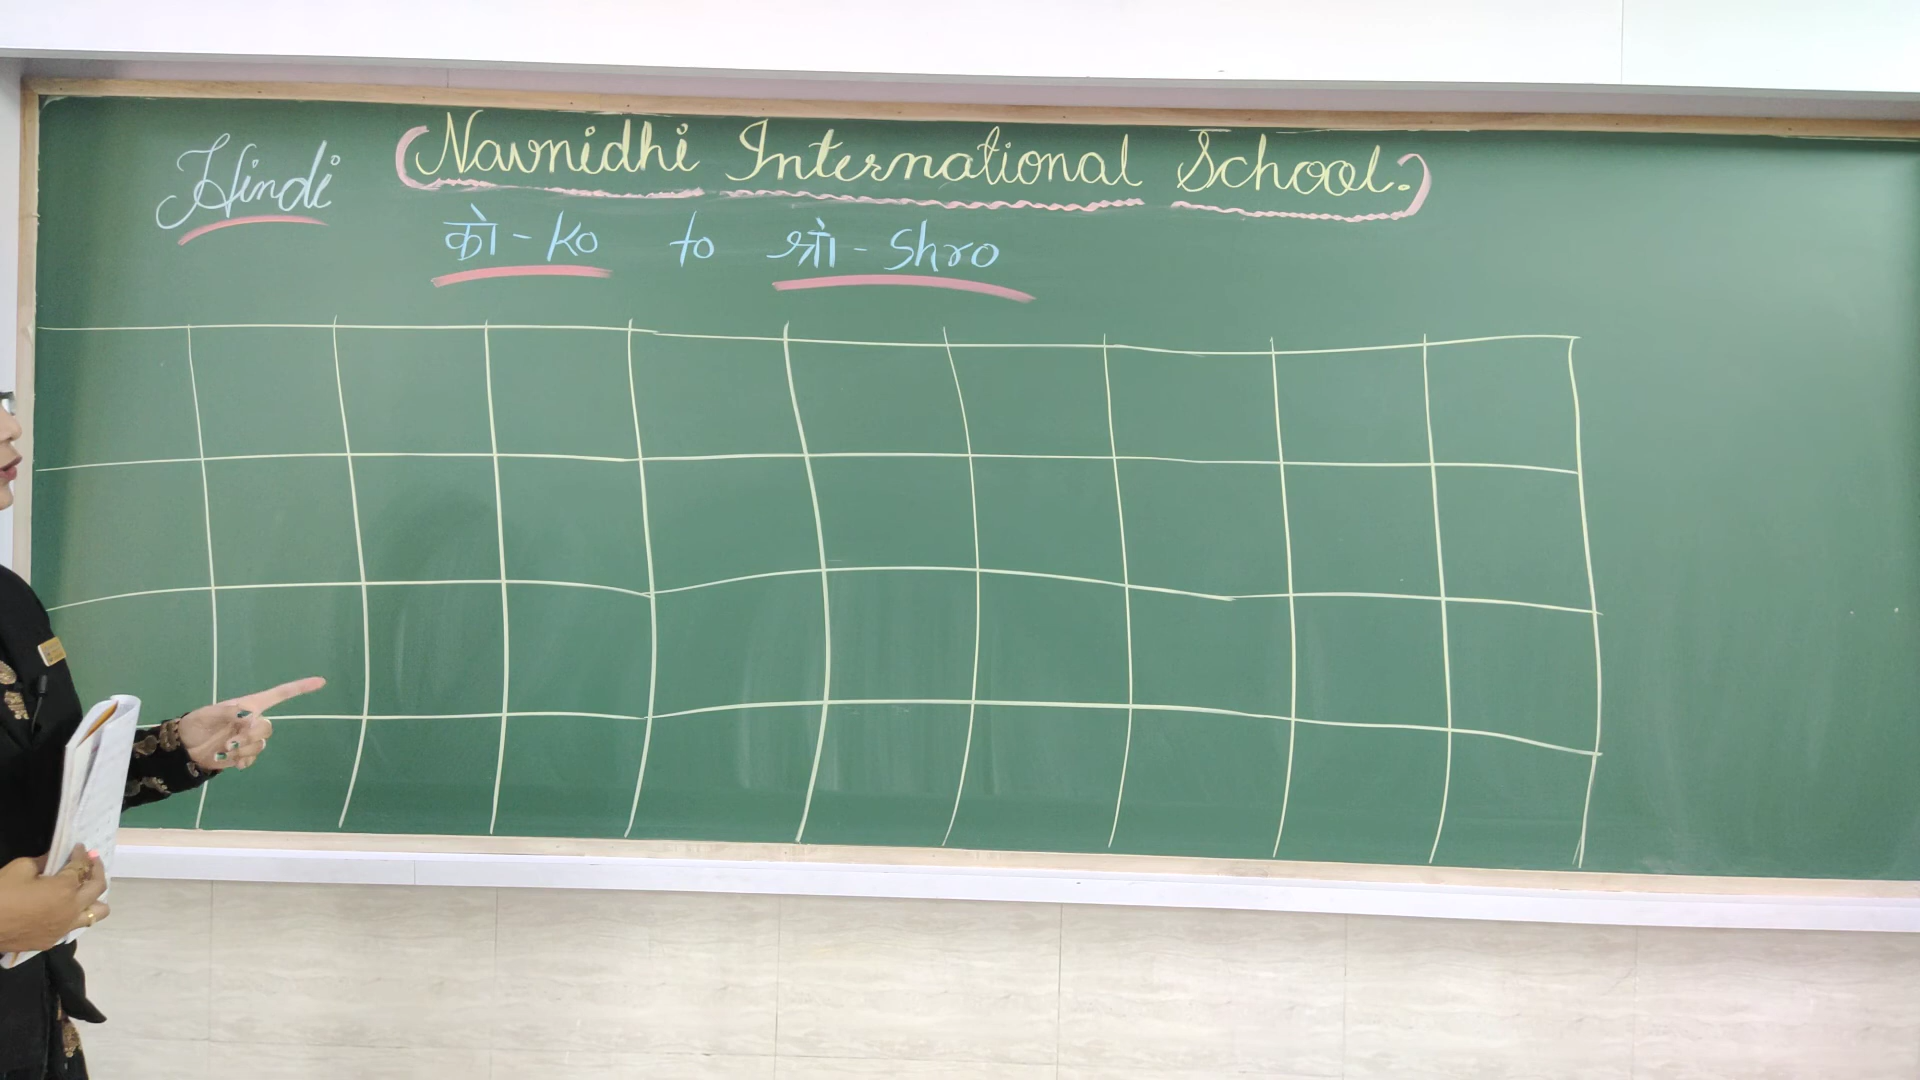 Hindi (Navnidhi International School.)
को - ko to श्रो - Shro